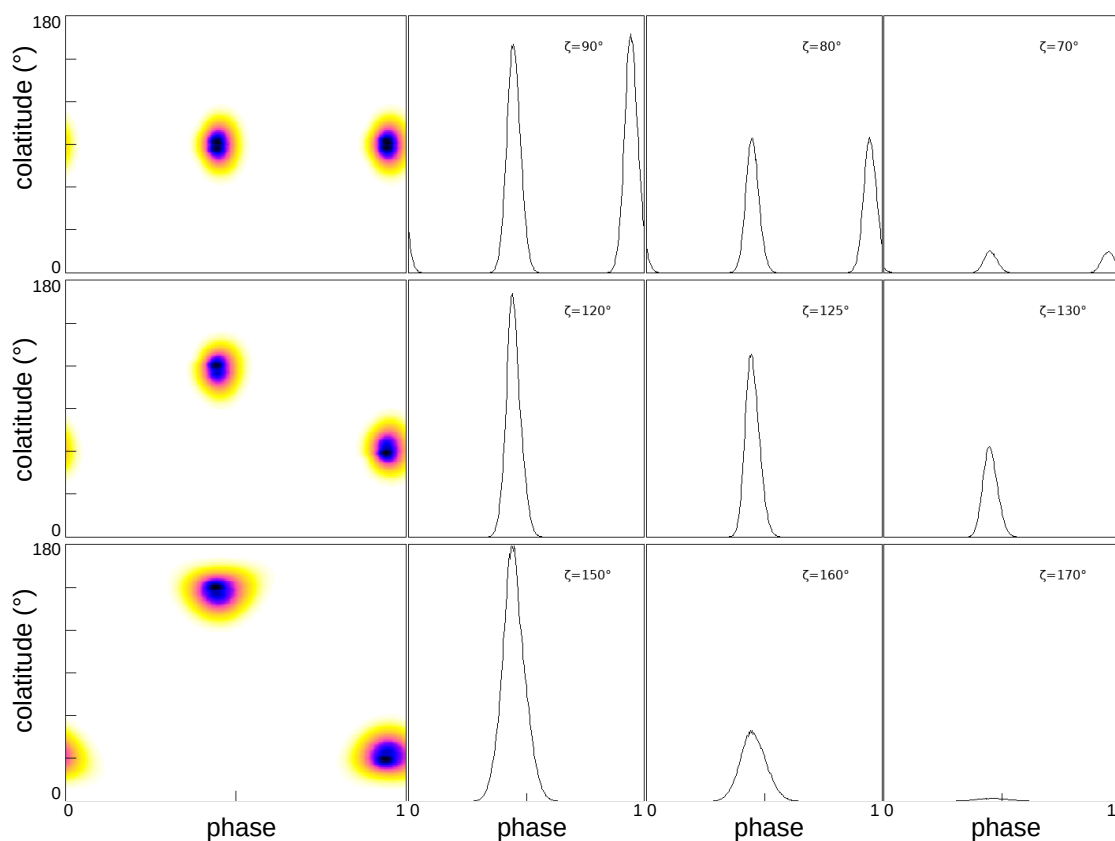 180
colatitude (°)
0
ζ=90°
ζ=80°
ζ=70°
180
colatitude (°)
0
ζ=120°
ζ=125°
ζ=130°
180
colatitude (°)
0
ζ=150°
ζ=160°
ζ=170°
0
1
0
1
0
1
0
1
phase
phase
phase
phase